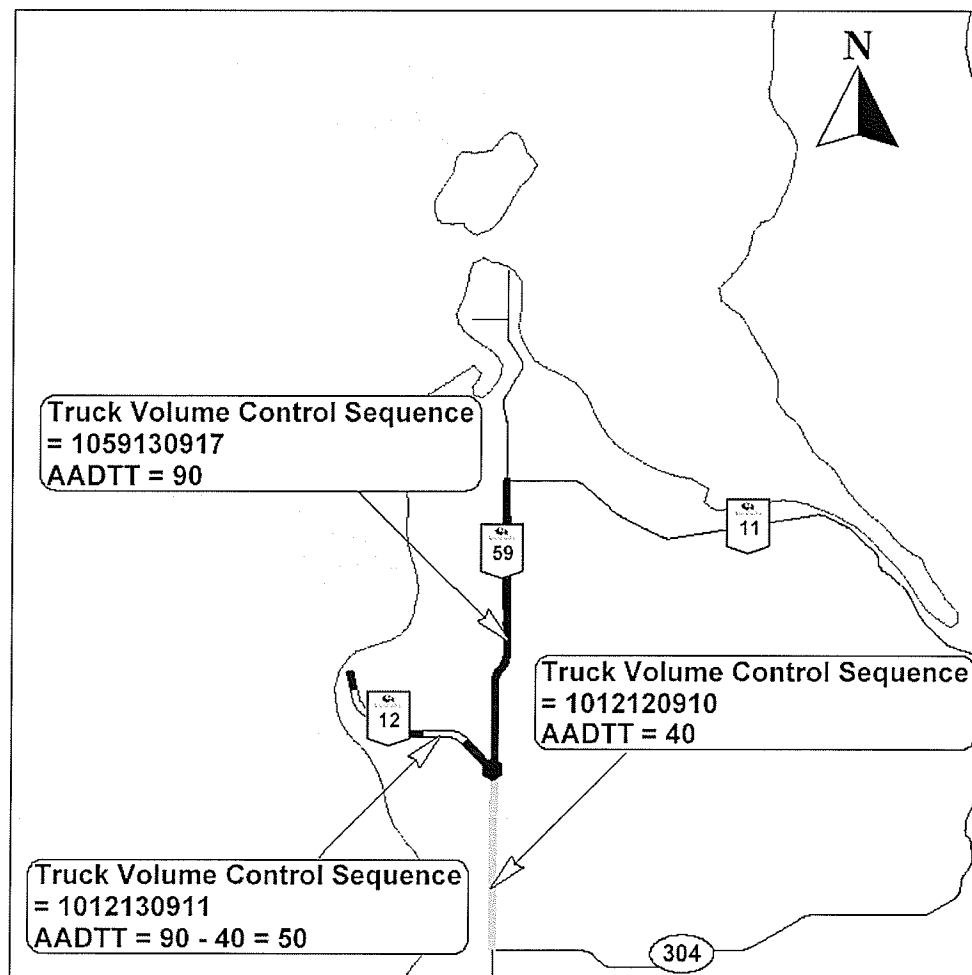 N
Truck Volume Control Sequence
= 1059130917
AADTT = 90
59
11
Truck Volume Control Sequence
= 1012120910
AADTT = 40
12
Truck Volume Control Sequence
= 1012130911
AADTT = 90 - 40 = 50
304